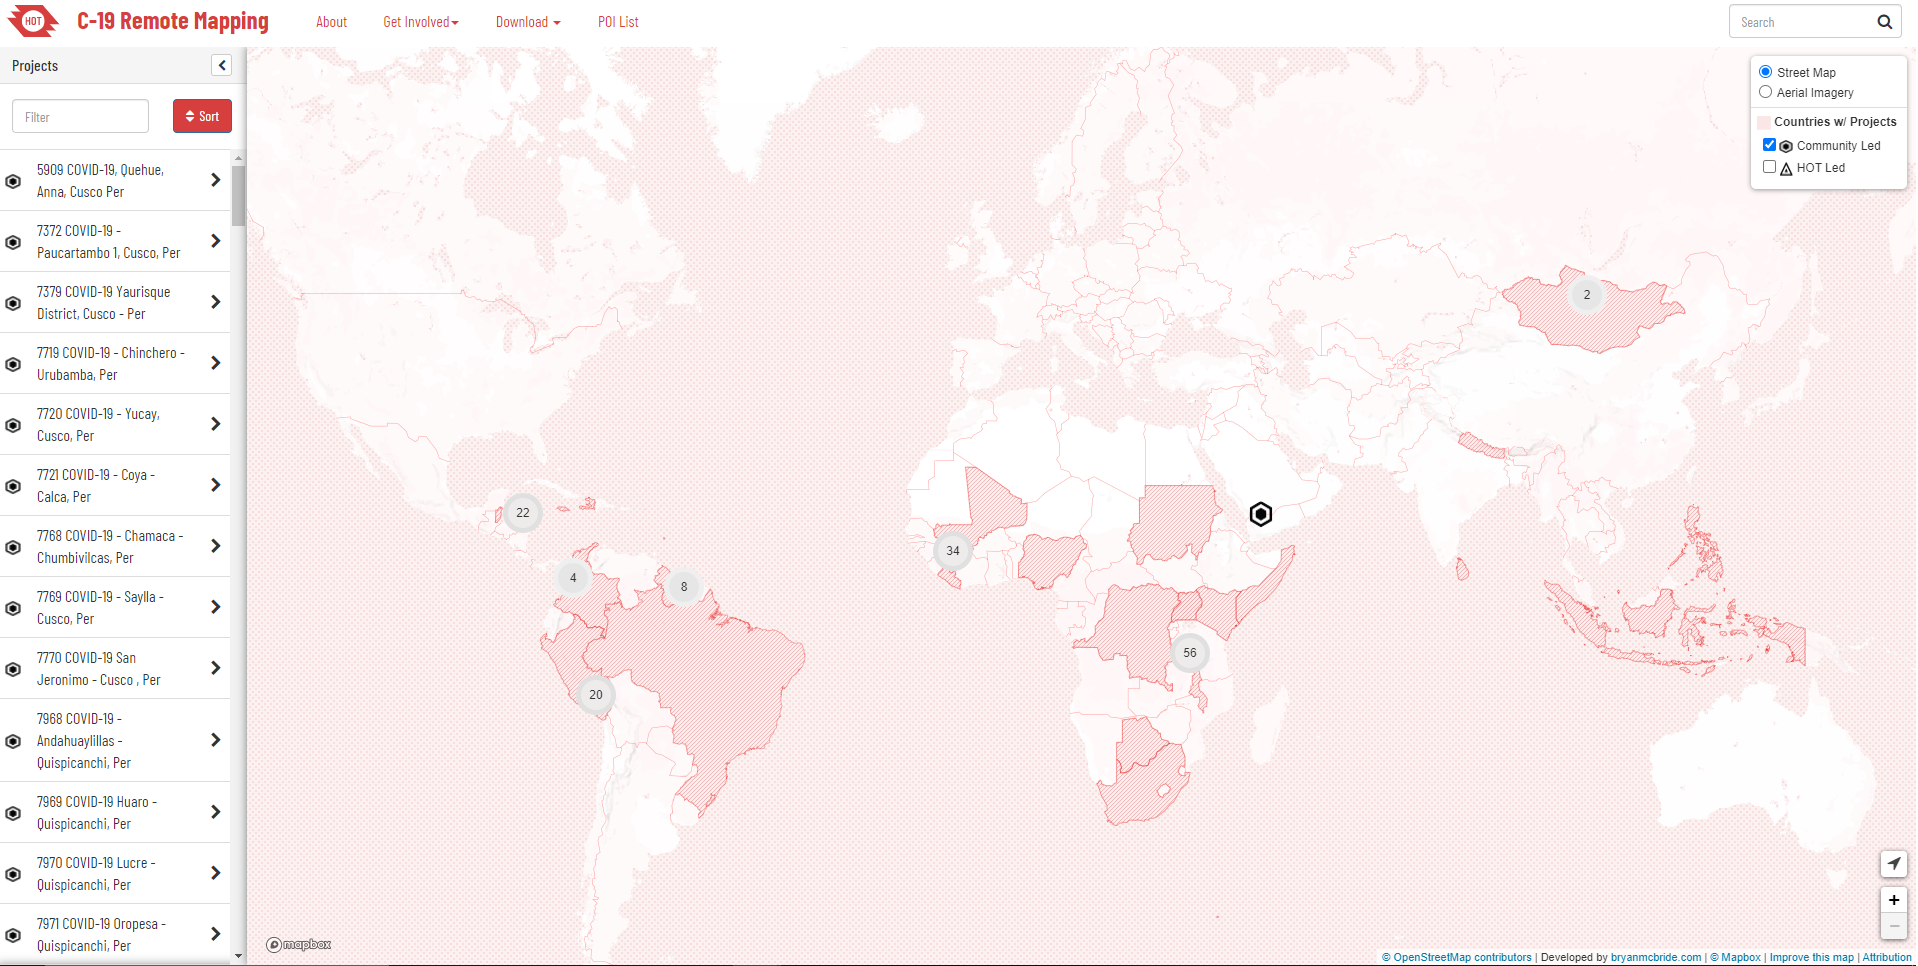 HOT
C-19 Remote Mapping
About
Get Involved
Download
POI List
Search
Projects
Filter
Sort
5909 COVID-19, Quehue,
Anna, Cusco Per
7372 COVID-19 -
Paucartambo 1, Cusco, Per
7379 COVID-19 Yaurisque
District, Cusco - Per
7719 COVID-19 - Chinchero -
Urubamba, Per
7720 COVID-19 - Yucay,
Cusco, Per
7721 COVID-19 - Coya -
Calca, Per
7768 COVID-19 - Chamaca -
Chumbivilcas, Per
7769 COVID-19 - Saylla -
Cusco, Per
7770 COVID-19 San
Jeronimo - Cusco , Per
7968 COVID-19 -
Andahuaylillas -
Quispicanchi, Per
7969 COVID-19 Huaro -
Quispicanchi, Per
7970 COVID-19 Lucre -
Quispicanchi, Per
7971 COVID-19 Oropesa -
Quispicanchi, Per
Street Map
Aerial Imagery
Countries w/ Projects
Community Led
HOT Led
2
22
34
4
8
56
20
+
−
mapbox
© OpenStreetMap contributors | Developed by bryanmcbride.com | © Mapbox | Improve this map | Attribution